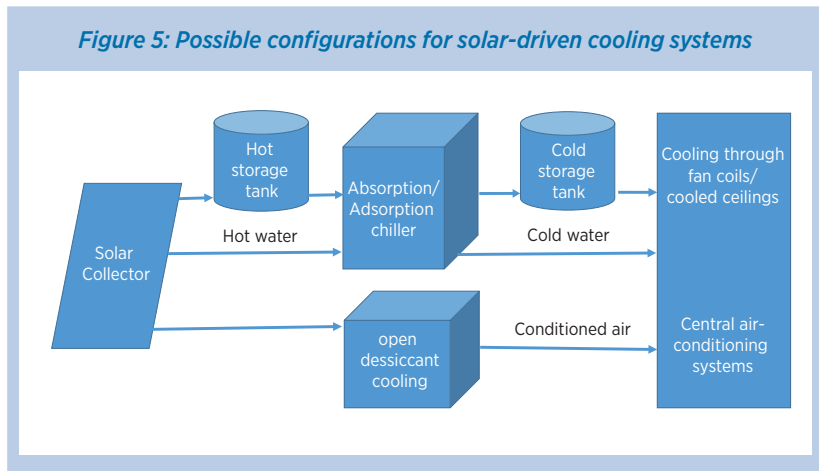 Figure 5: Possible configurations for solar-driven cooling systems
Hot
storage
tank
Cold
storage
tank
Absorption/
Adsorption
chiller
Cooling through
fan coils/
cooled ceilings
Hot water
Cold water
Solar
Collector
open
dessiccant
cooling
Conditioned air
Central air-
conditioning
systems